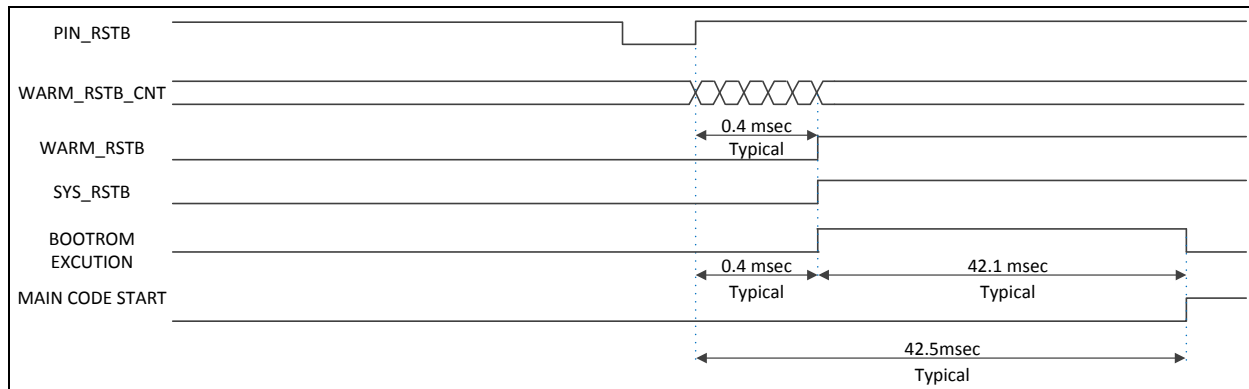 PIN_RSTB
WARM_RSTB_CNT
0.4 msec
Typical
WARM_RSTB
SYS_RSTB
BOOTROM
EXCUTION
0.4 msec
Typical
42.1 msec
Typical
MAIN CODE START
42.5msec
Typical